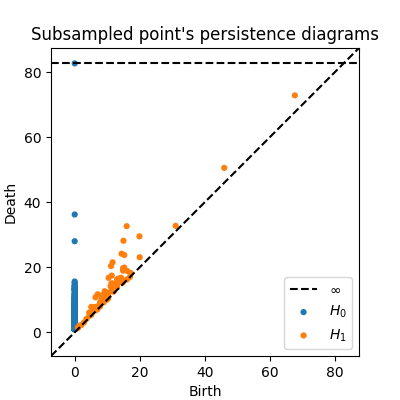 Subsampled point's persistence diagrams
Death
80
60
40
20
0
0 20 40 60 80
Birth
∞
H₀
H₁